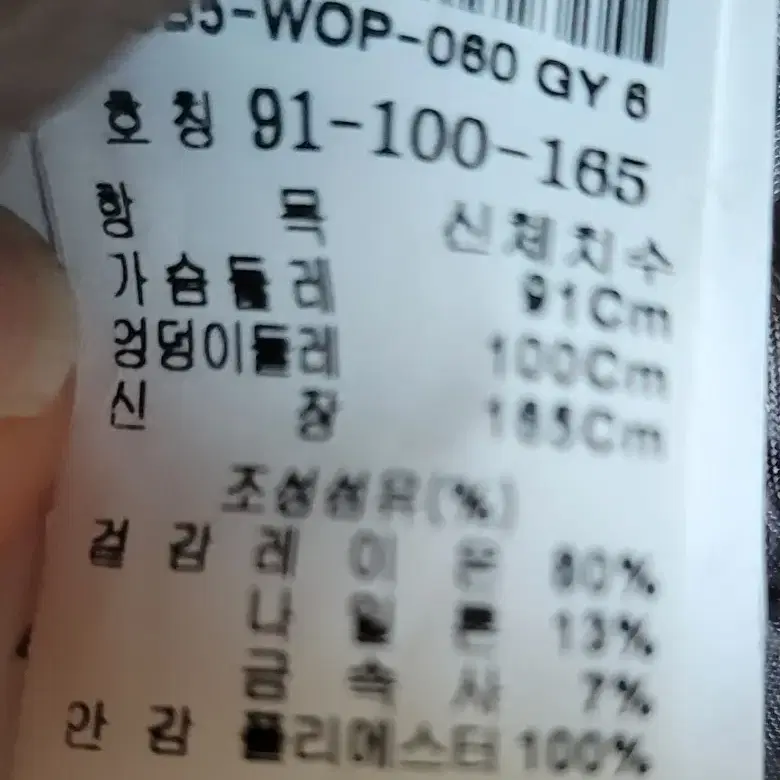 5-WOP-060 GY 6
호 칭 91-100-165
항 목 신체치수
가슴둘레 91Cm
엉덩이둘레 100Cm
신 장 165Cm
조성섬유(%)
겉 감 레 이 온 80%
나 일 론 13%
금 속 사 7%
안 감 폴리에스터 100%